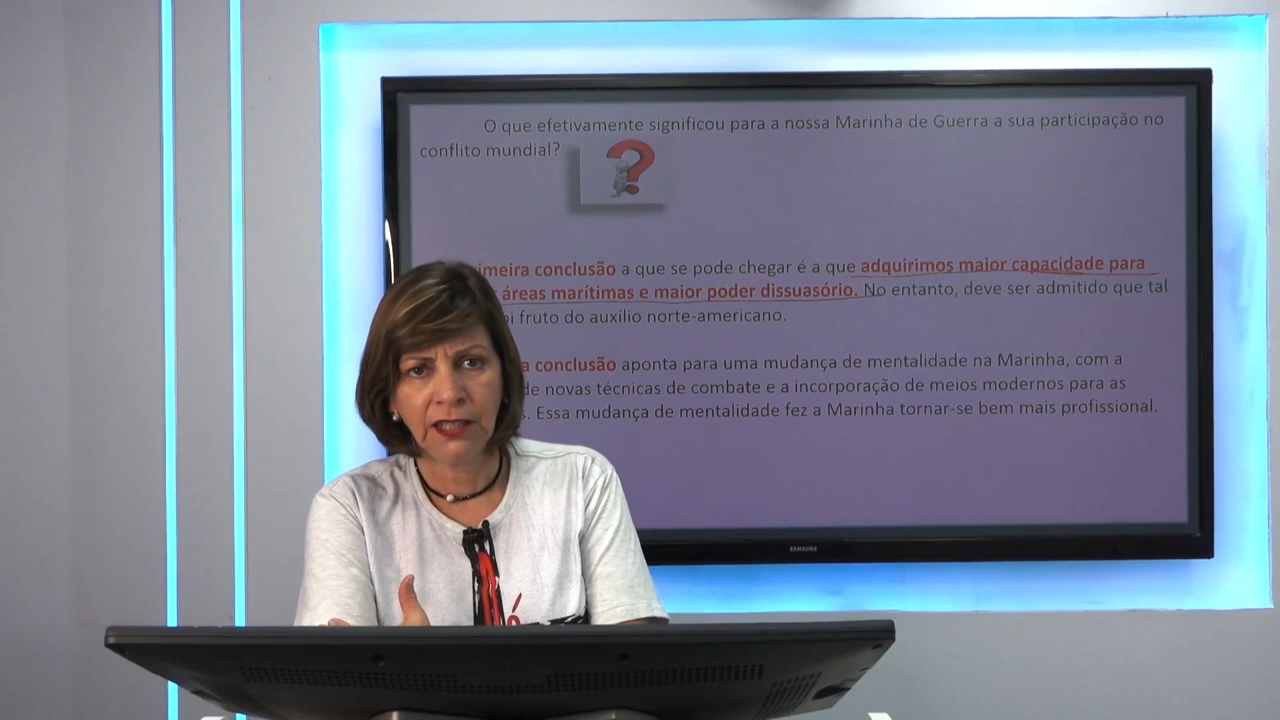 O que efetivamente significou para a nossa Marinha de Guerra a sua participação no
conflito mundial?
conclusão a que se pode chegar é a que adquirimos maior capacidade para
áreas marítimas e maior poder dissuasório. No entanto, deve ser admitido que tal
fruto do auxílio norte-americano.
conclusão aponta para uma mudança de mentalidade na Marinha, com a
de novas técnicas de combate e a incorporação de meios modernos para as
Essa mudança de mentalidade fez a Marinha tornar-se bem mais profissional.
SAMSUNG